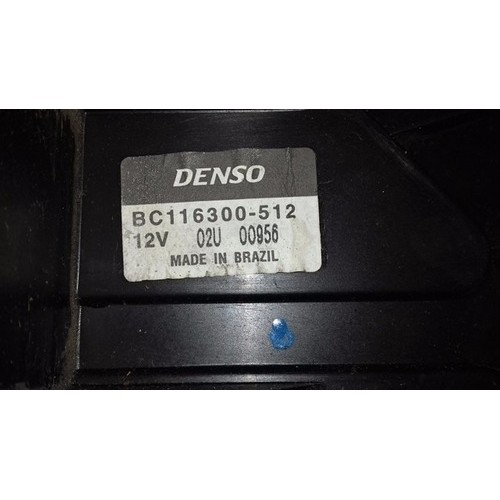 DENSO
BC116300-512
12V 02U 00956
MADE IN BRAZIL